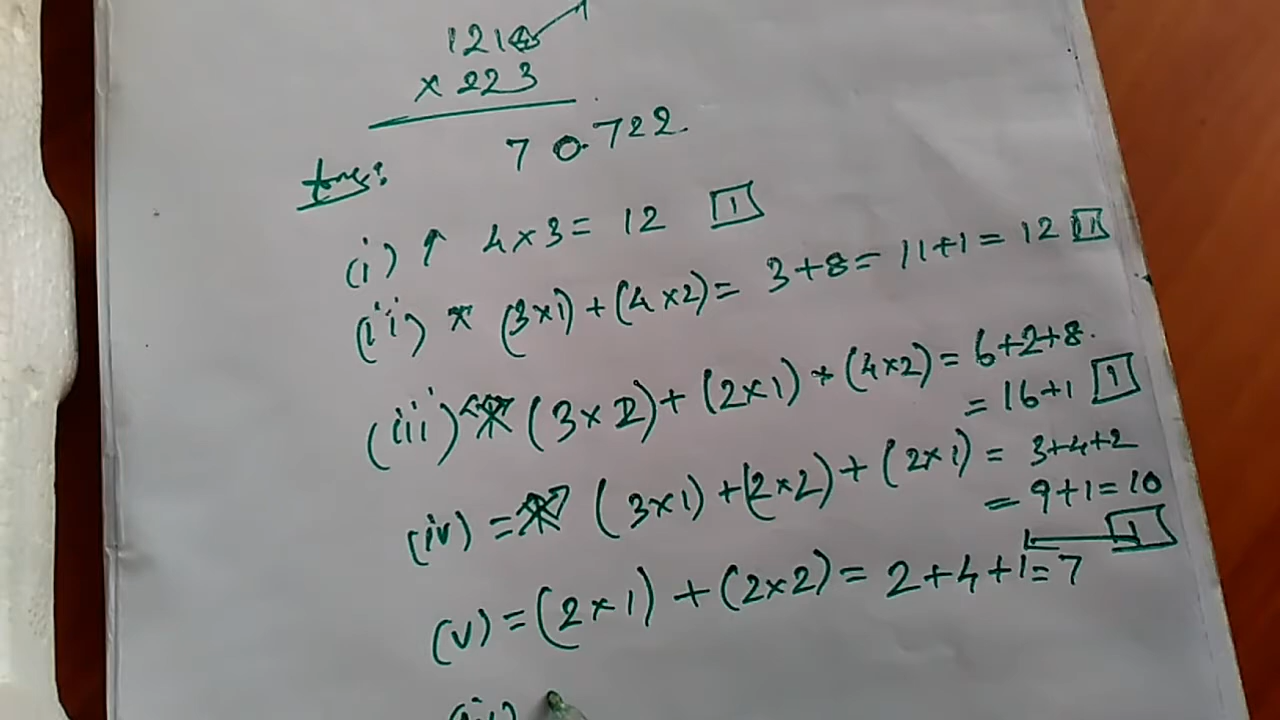 1214
× 223
70722.
Ans:
(i) ↑ 4×3= 12 1
(ii) × (3×1)+(4×2)= 3+8= 11+1= 12 1
(iii) (3×2)+(2×1)+(4×2)= 6+2+8.
= 16+1 1
(iv) = (3×1)+(2×2)+(2×1)= 3+4+2
= 9+1=10
1
(v)=(2×1)+(2×2)= 2+4+1=7